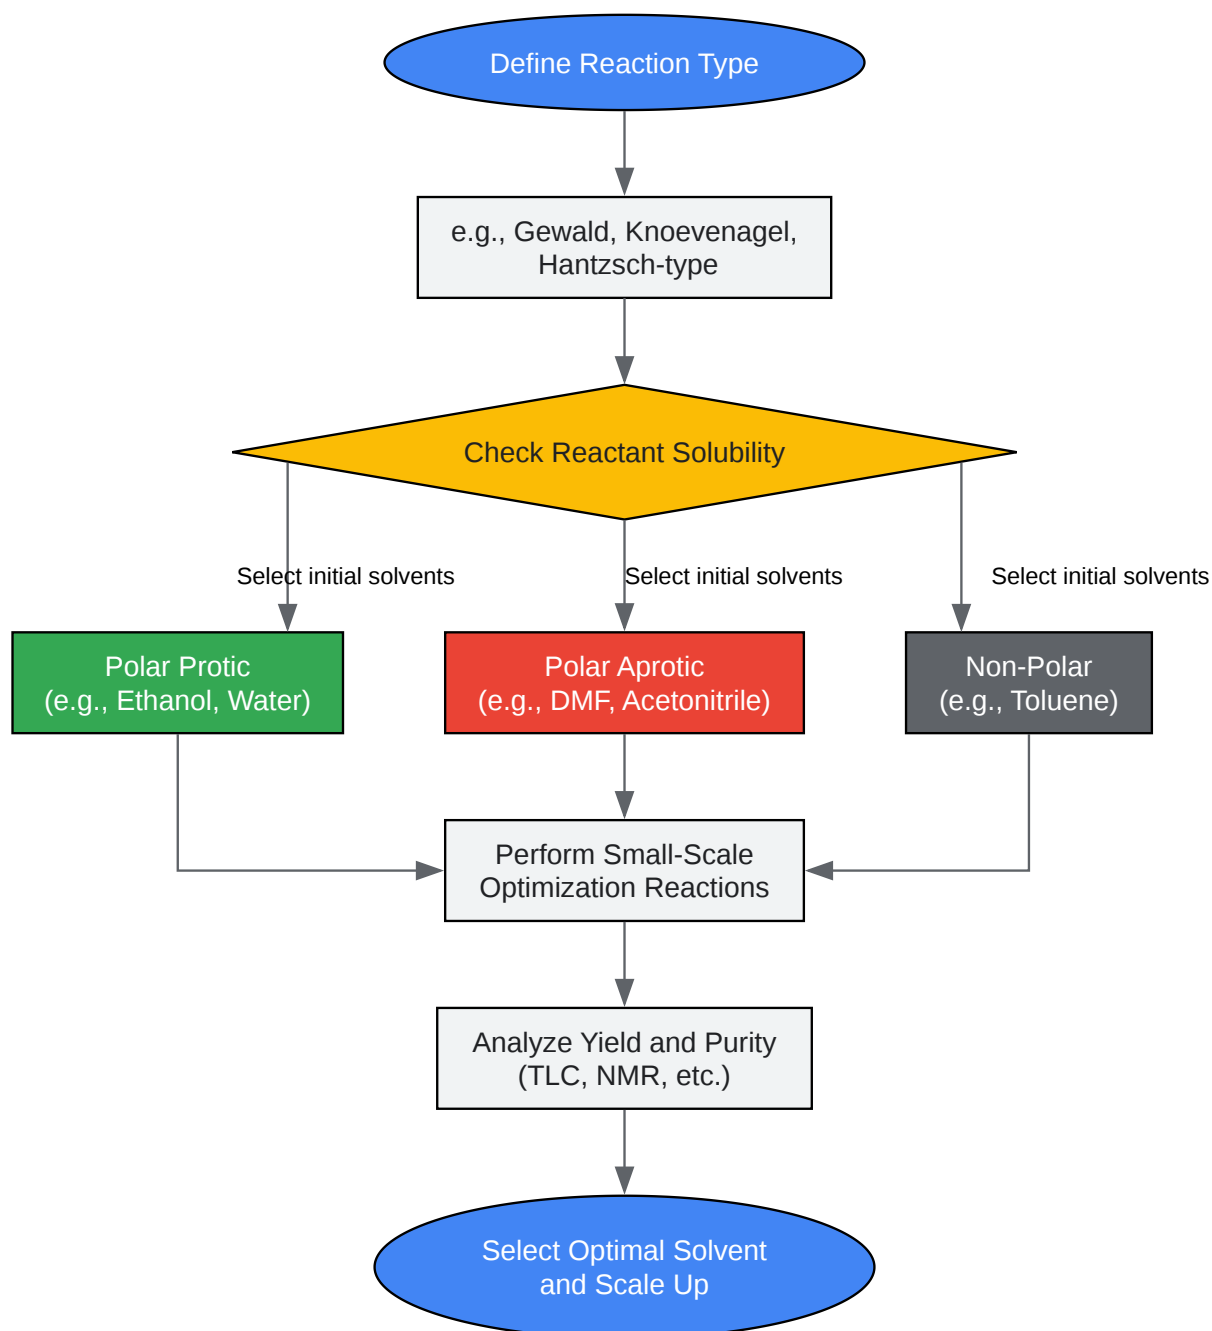 Define Reaction Type
e.g., Gewald, Knoevenagel,
Hantzsch-type
Check Reactant Solubility
Select initial solvents
Select initial solvents
Select initial solvents
Polar Protic
(e.g., Ethanol, Water)
Polar Aprotic
(e.g., DMF, Acetonitrile)
Non-Polar
(e.g., Toluene)
Perform Small-Scale
Optimization Reactions
Analyze Yield and Purity
(TLC, NMR, etc.)
Select Optimal Solvent
and Scale Up